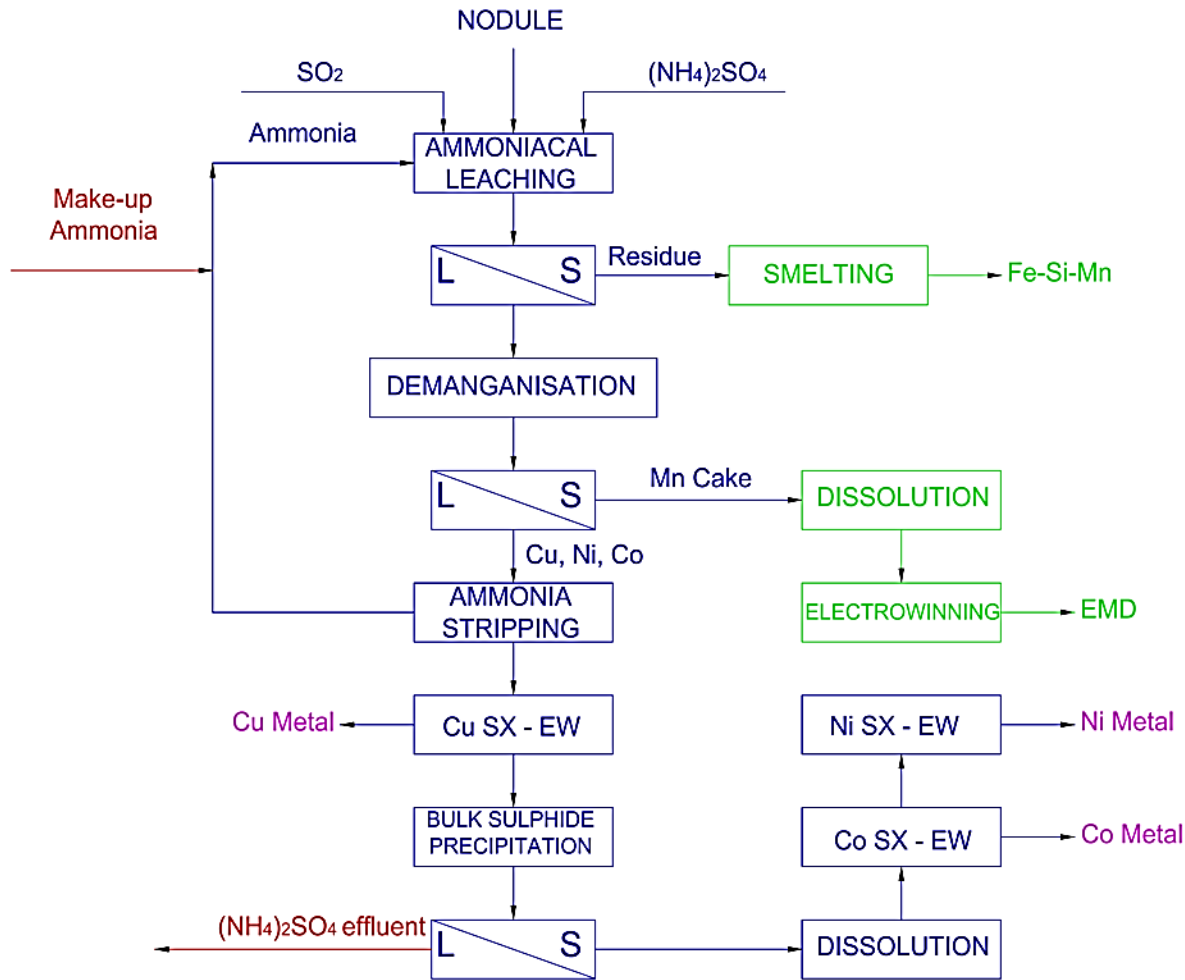 NODULE
SO₂
(NH₄)₂SO₄
Ammonia
AMMONIACAL
LEACHING
Make-up
Ammonia
L
S
Residue
SMELTING
Fe-Si-Mn
DEMANGANISATION
L
S
Mn Cake
DISSOLUTION
Cu, Ni, Co
AMMONIA
STRIPPING
ELECTROWINNING
EMD
Cu Metal
Cu SX - EW
Ni SX - EW
Ni Metal
BULK SULPHIDE
PRECIPITATION
Co SX - EW
Co Metal
(NH₄)₂SO₄ effluent
L
S
DISSOLUTION